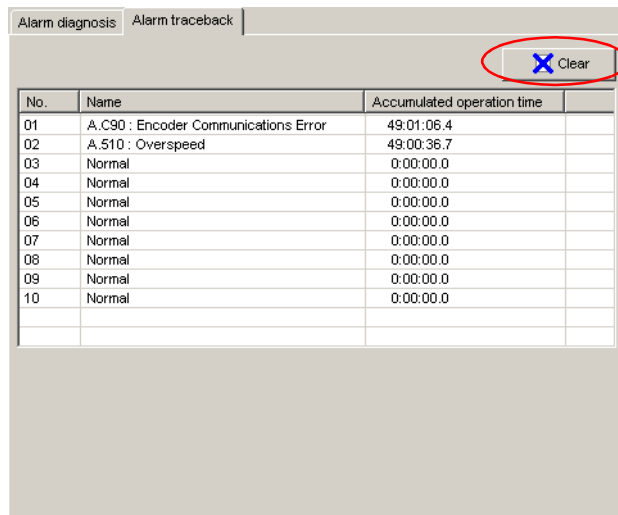 Alarm diagnosis Alarm traceback
Clear
No. Name Accumulated operation time
01 A.C90 : Encoder Communications Error 49:01:06.4
02 A.510 : Overspeed 49:00:36.7
03 Normal 0:00:00.0
04 Normal 0:00:00.0
05 Normal 0:00:00.0
06 Normal 0:00:00.0
07 Normal 0:00:00.0
08 Normal 0:00:00.0
09 Normal 0:00:00.0
10 Normal 0:00:00.0